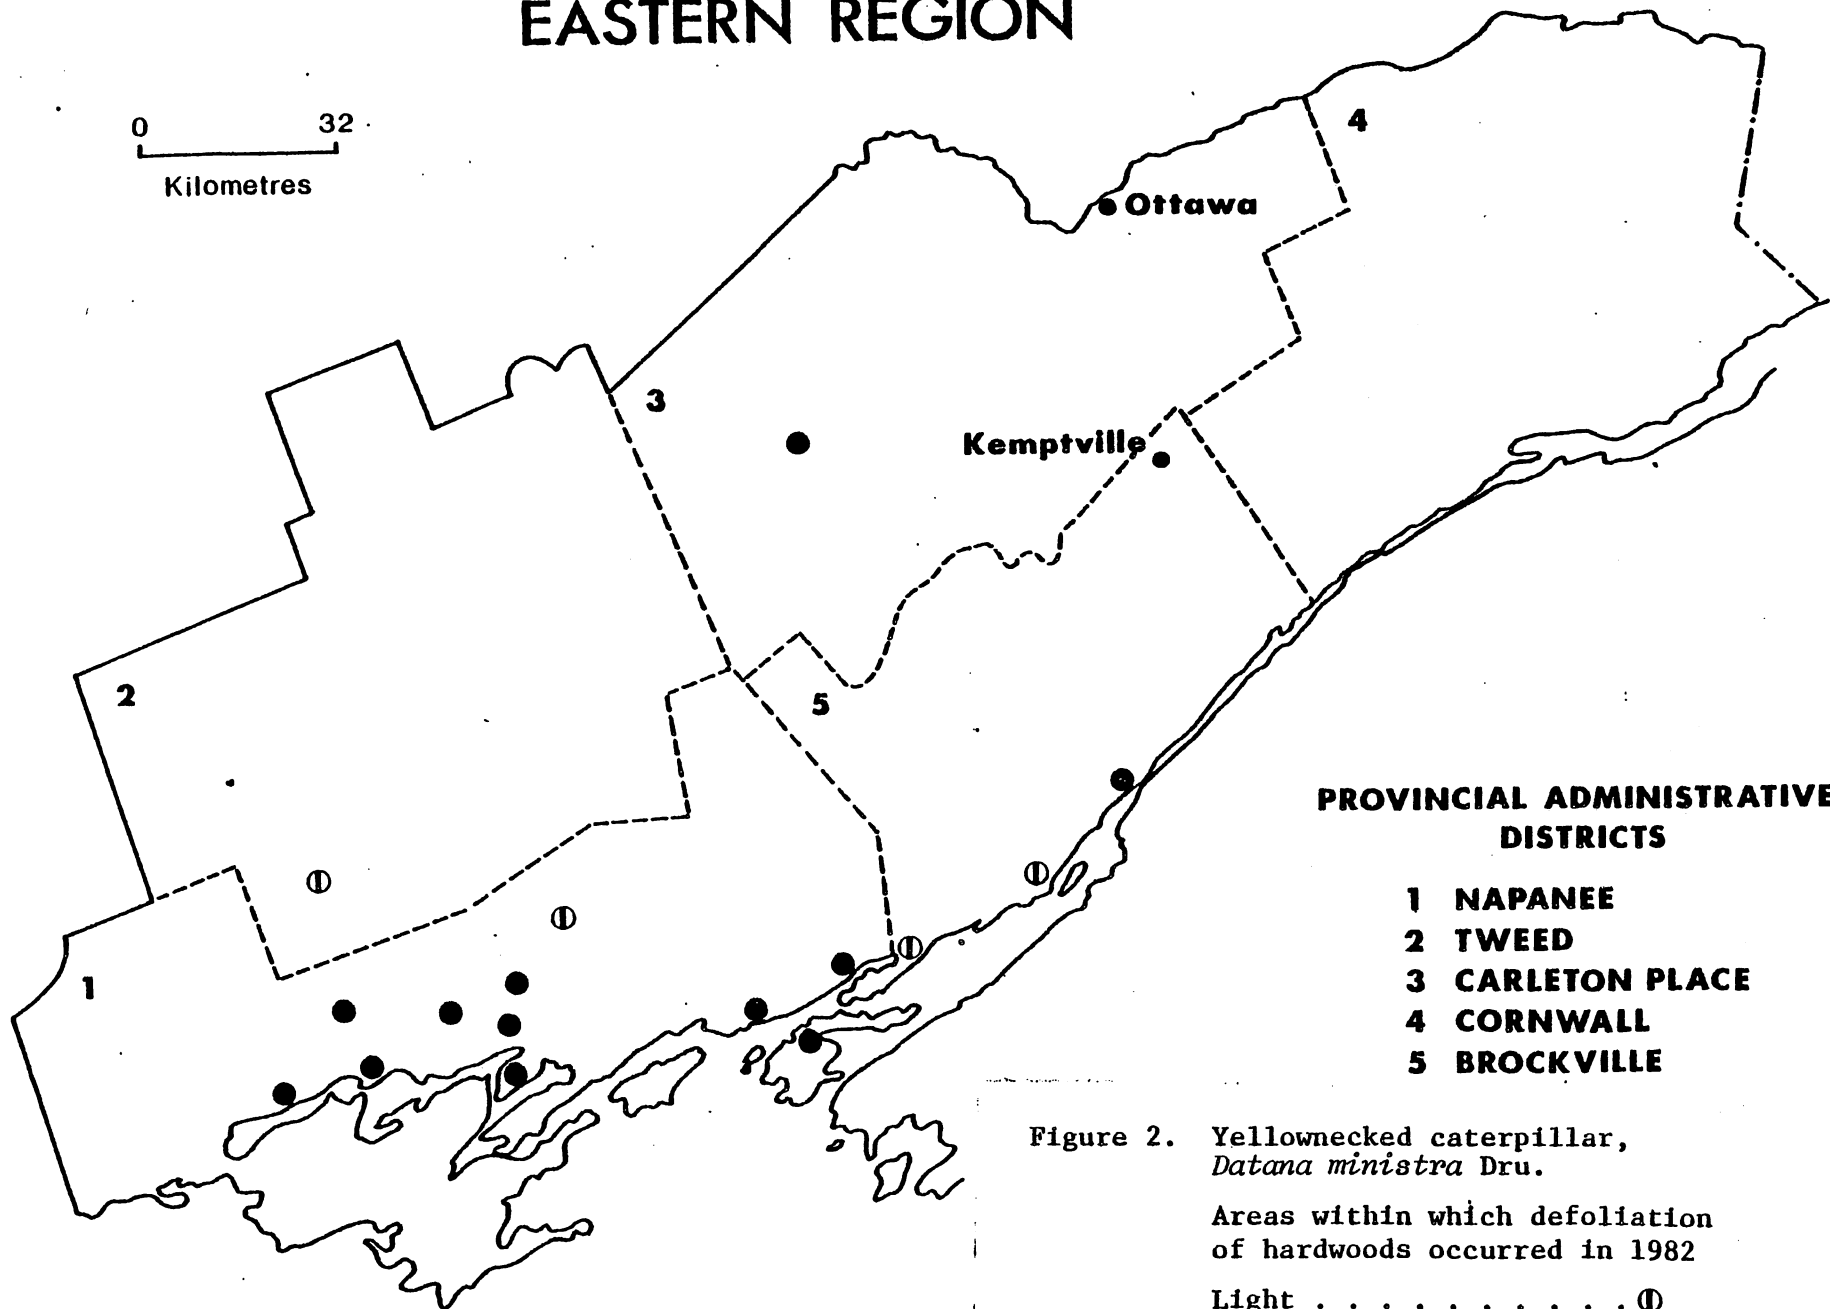 EASTERN REGION
0 32
Kilometres
4
Ottawa
3
Kemptville
2
5
1
PROVINCIAL ADMINISTRATIVE
DISTRICTS
1 NAPANEE
2 TWEED
3 CARLETON PLACE
4 CORNWALL
5 BROCKVILLE
Figure 2. Yellownecked caterpillar,
Datana ministra Dru.
Areas within which defoliation
of hardwoods occurred in 1982
Light . . . . . . . . . .